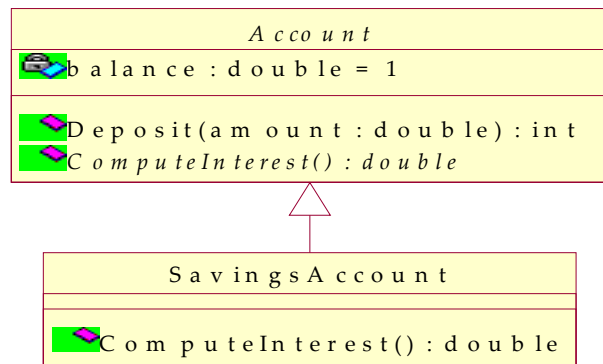 Account
balance : double = 1
Deposit(amount : double) : int
ComputeInterest() : double
SavingsAccount
ComputeInterest() : double